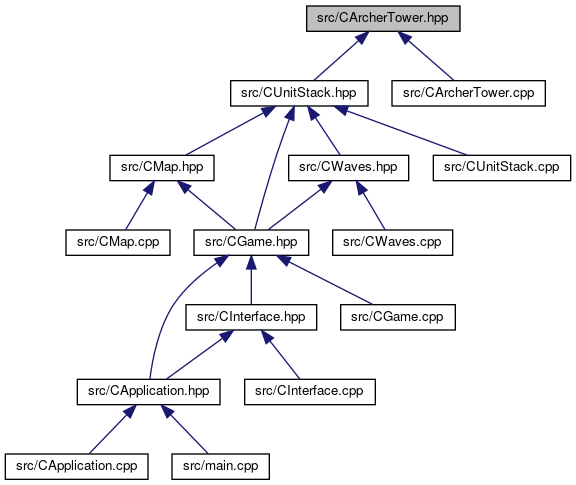 src/CArcherTower.hpp
src/CUnitStack.hpp
src/CArcherTower.cpp
src/CMap.hpp
src/CWaves.hpp
src/CUnitStack.cpp
src/CMap.cpp
src/CGame.hpp
src/CWaves.cpp
src/CInterface.hpp
src/CGame.cpp
src/CApplication.hpp
src/CInterface.cpp
src/CApplication.cpp
src/main.cpp